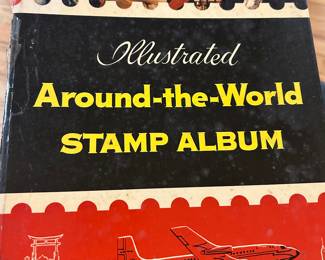 Illustrated
Around-the-World
STAMP ALBUM